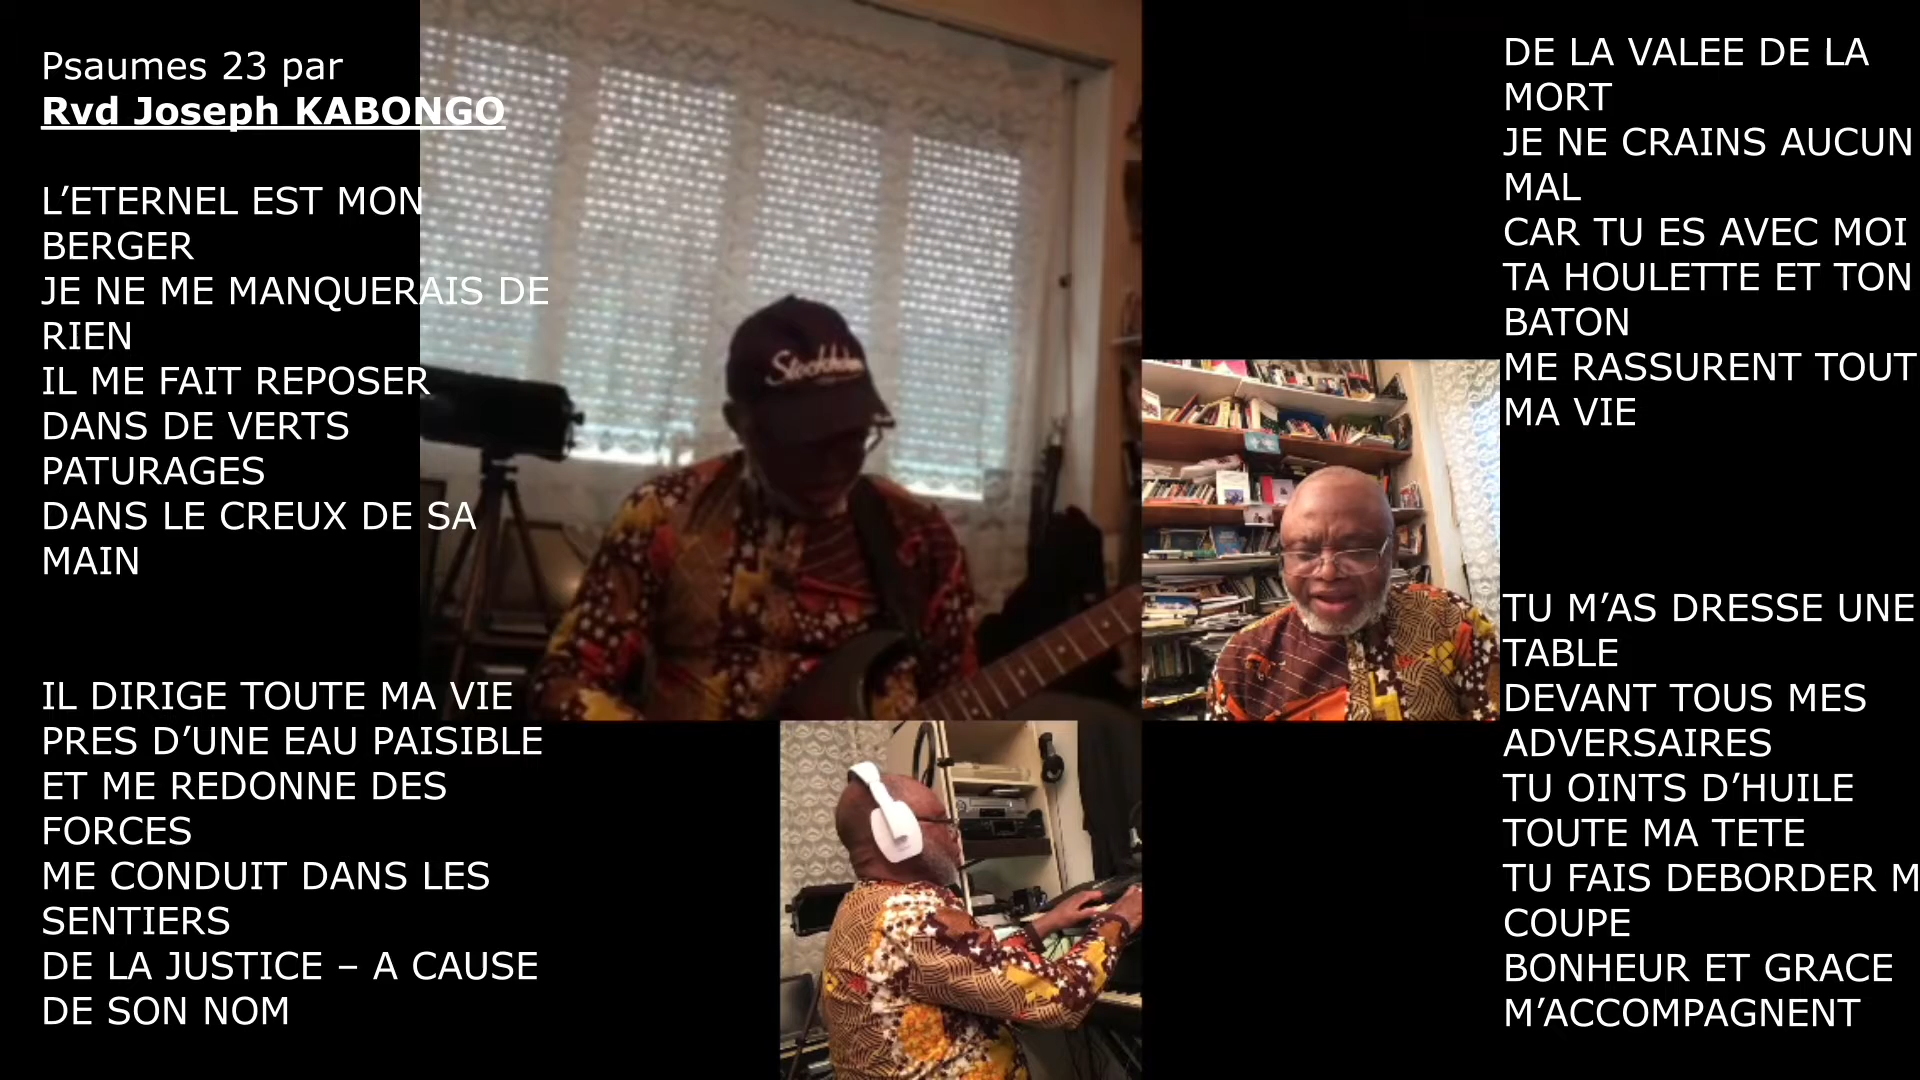 Psaumes 23 par
Rvd Joseph KABONGO
L’ETERNEL EST MON
BERGER
JE NE ME MANQUERAIS DE
RIEN
IL ME FAIT REPOSER
DANS DE VERTS
PATURAGES
DANS LE CREUX DE SA
MAIN
IL DIRIGE TOUTE MA VIE
PRES D’UNE EAU PAISIBLE
ET ME REDONNE DES
FORCES
ME CONDUIT DANS LES
SENTIERS
DE LA JUSTICE – A CAUSE
DE SON NOM
Stockholm
DE LA VALEE DE LA
MORT
JE NE CRAINS AUCUN
MAL
CAR TU ES AVEC MOI
TA HOULETTE ET TON
BATON
ME RASSURENT TOUT
MA VIE
TU M’AS DRESSE UNE
TABLE
DEVANT TOUS MES
ADVERSAIRES
TU OINTS D’HUILE
TOUTE MA TETE
TU FAIS DEBORDER M
COUPE
BONHEUR ET GRACE
M’ACCOMPAGNENT